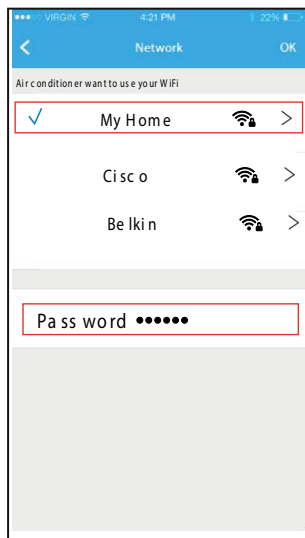 VIRGIN 4:21 PM 22%
Network OK
Air conditioner want to use your WiFi
My Home
Cisco
Belkin
Password ••••••